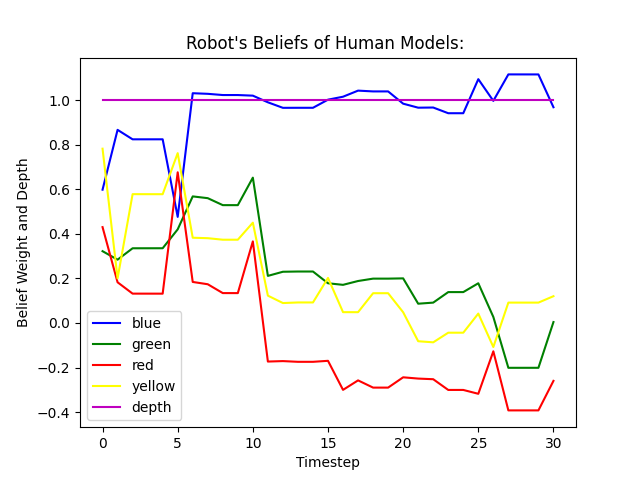 Robot's Beliefs of Human Models:
Belief Weight and Depth
1.0
0.8
0.6
0.4
0.2
0.0
−0.2
−0.4
blue
green
red
yellow
depth
0 5 10 15 20 25 30
Timestep